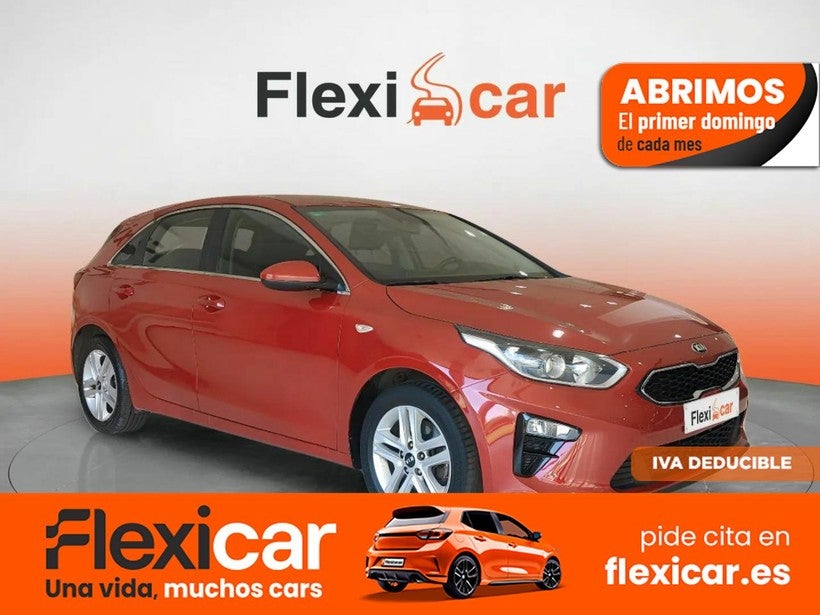 Flexicar
ABRIMOS
El primer domingo
de cada mes
KIA
Flexicar
IVA DEDUCIBLE
Flexicar
Una vida, muchos cars
pide cita en
flexicar.es